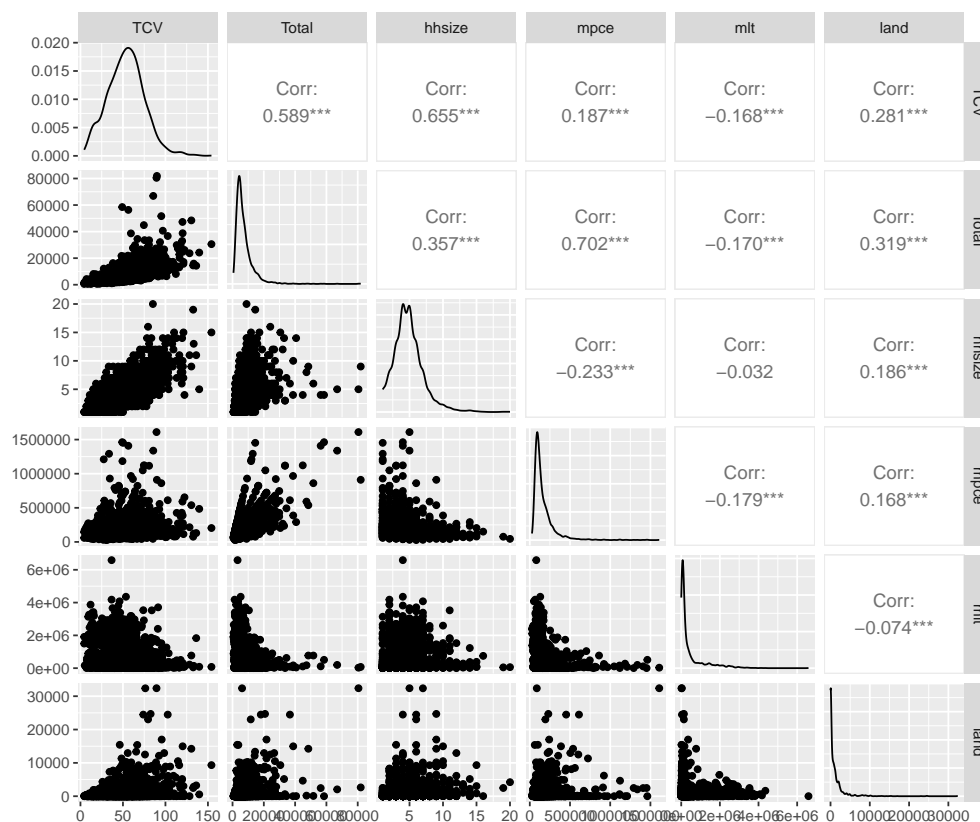 TCV Total hhsize mpce mlt land
0.020
0.015
0.010
0.005
0.000
Corr:
0.589***
Corr:
0.655***
Corr:
0.187***
Corr:
−0.168***
Corr:
0.281***
TCV
80000
60000
40000
20000
0
Corr:
0.357***
Corr:
0.702***
Corr:
−0.170***
Corr:
0.319***
Total
20
15
10
5
Corr:
−0.233***
Corr:
−0.032
Corr:
0.186***
hhsize
1500000
1000000
500000
0
Corr:
−0.179***
Corr:
0.168***
mpce
6e+06
4e+06
2e+06
0e+00
Corr:
−0.074***
mlt
30000
20000
10000
0
land
0 50 100 150 0 20000 40000 60000 80000 5 10 15 20 0 500000 1000000 1500000 0e+00 2e+06 4e+06 6e+06 0 10000 20000 30000